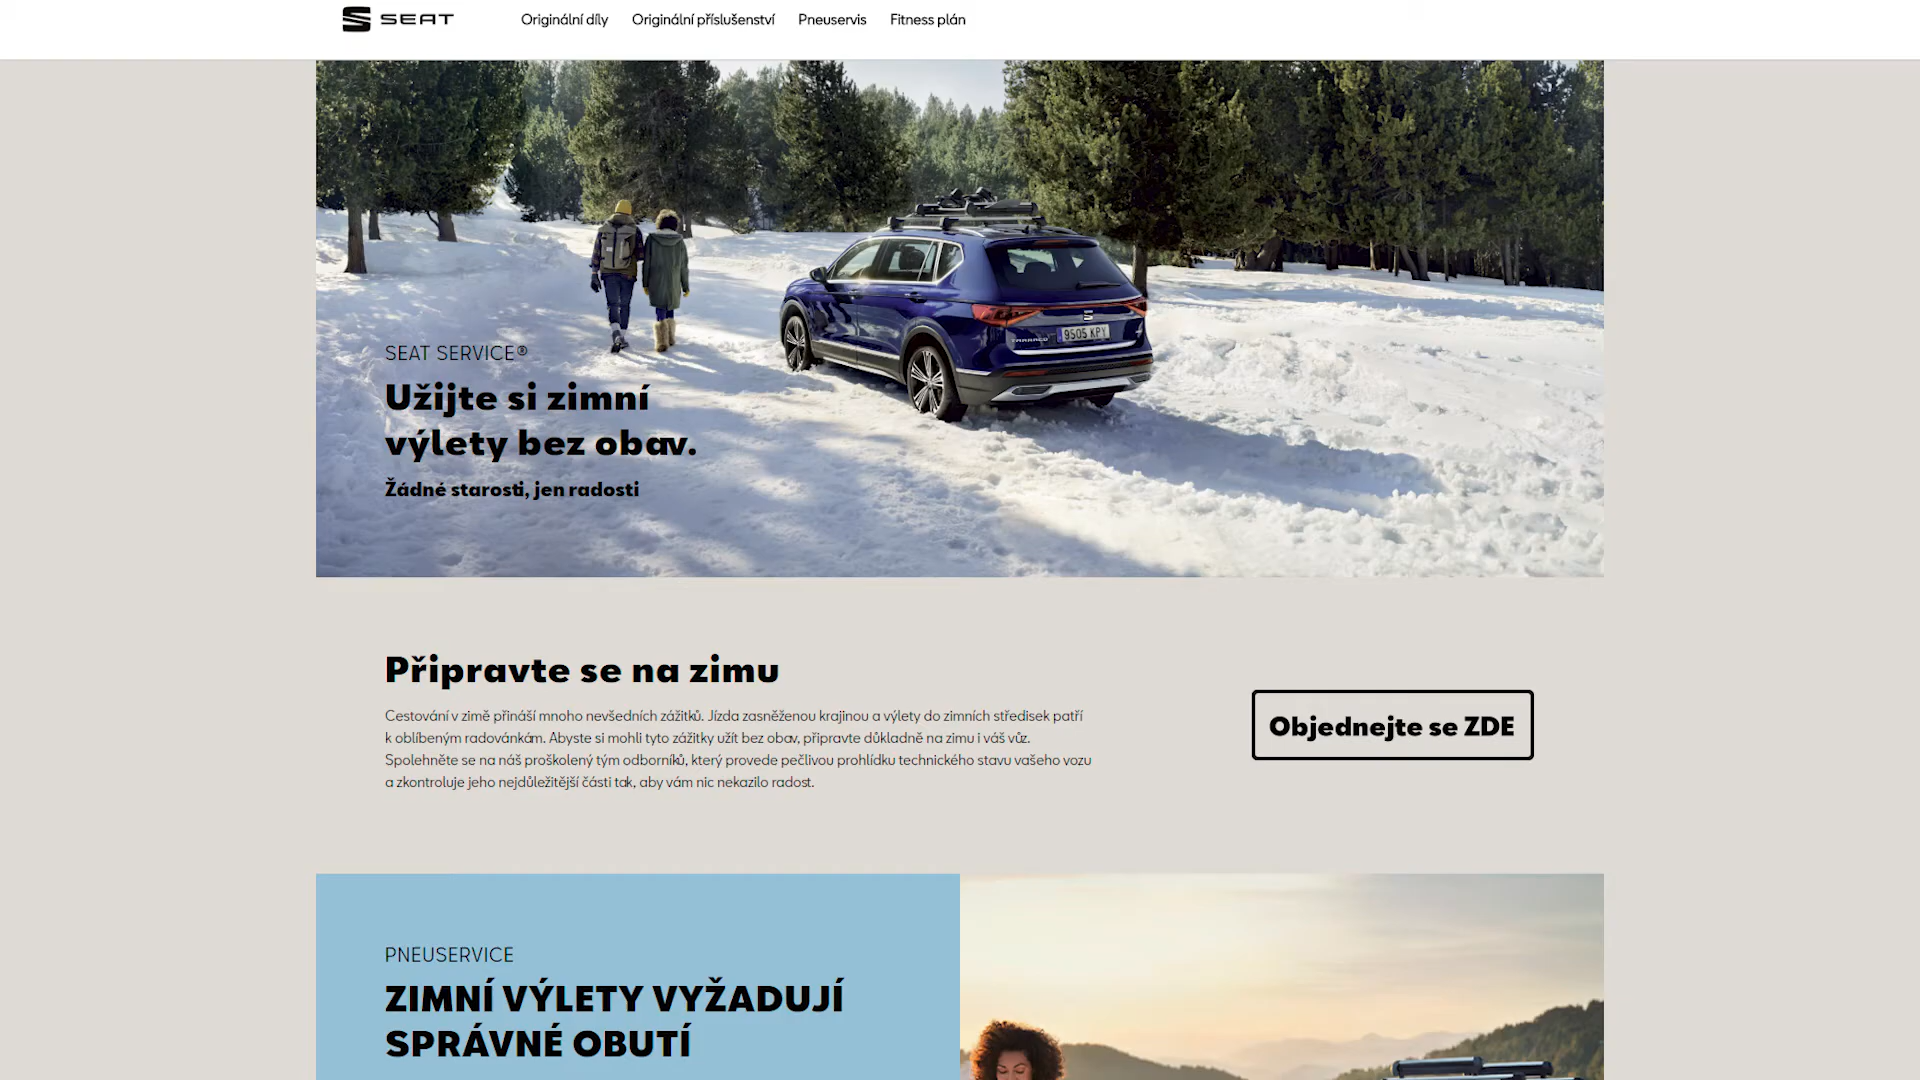 SEAT
Originální díly
Originální příslušenství
Pneuservis
Fitness plán
9505 KPY
SEAT SERVICE®
Užijte si zimní
výlety bez obav.
Žádné starosti, jen radosti
Připravte se na zimu
Cestování v zimě přináší mnoho nevšedních zážitků. Jízda zasněženou krajinou a výlety do zimních středisek patří
k oblíbeným radovánkám. Abyste si mohli tyto zážitky užít bez obav, připravte důkladně na zimu i váš vůz.
Spolehněte se na náš proškolený tým odborníků, který provede pečlivou prohlídku technického stavu vašeho vozu
a zkontroluje jeho nejdůležitější části tak, aby vám nic nekazilo radost.
Objednejte se ZDE
PNEUSERVICE
ZIMNÍ VÝLETY VYŽADUJÍ
SPRÁVNÉ OBUTÍ